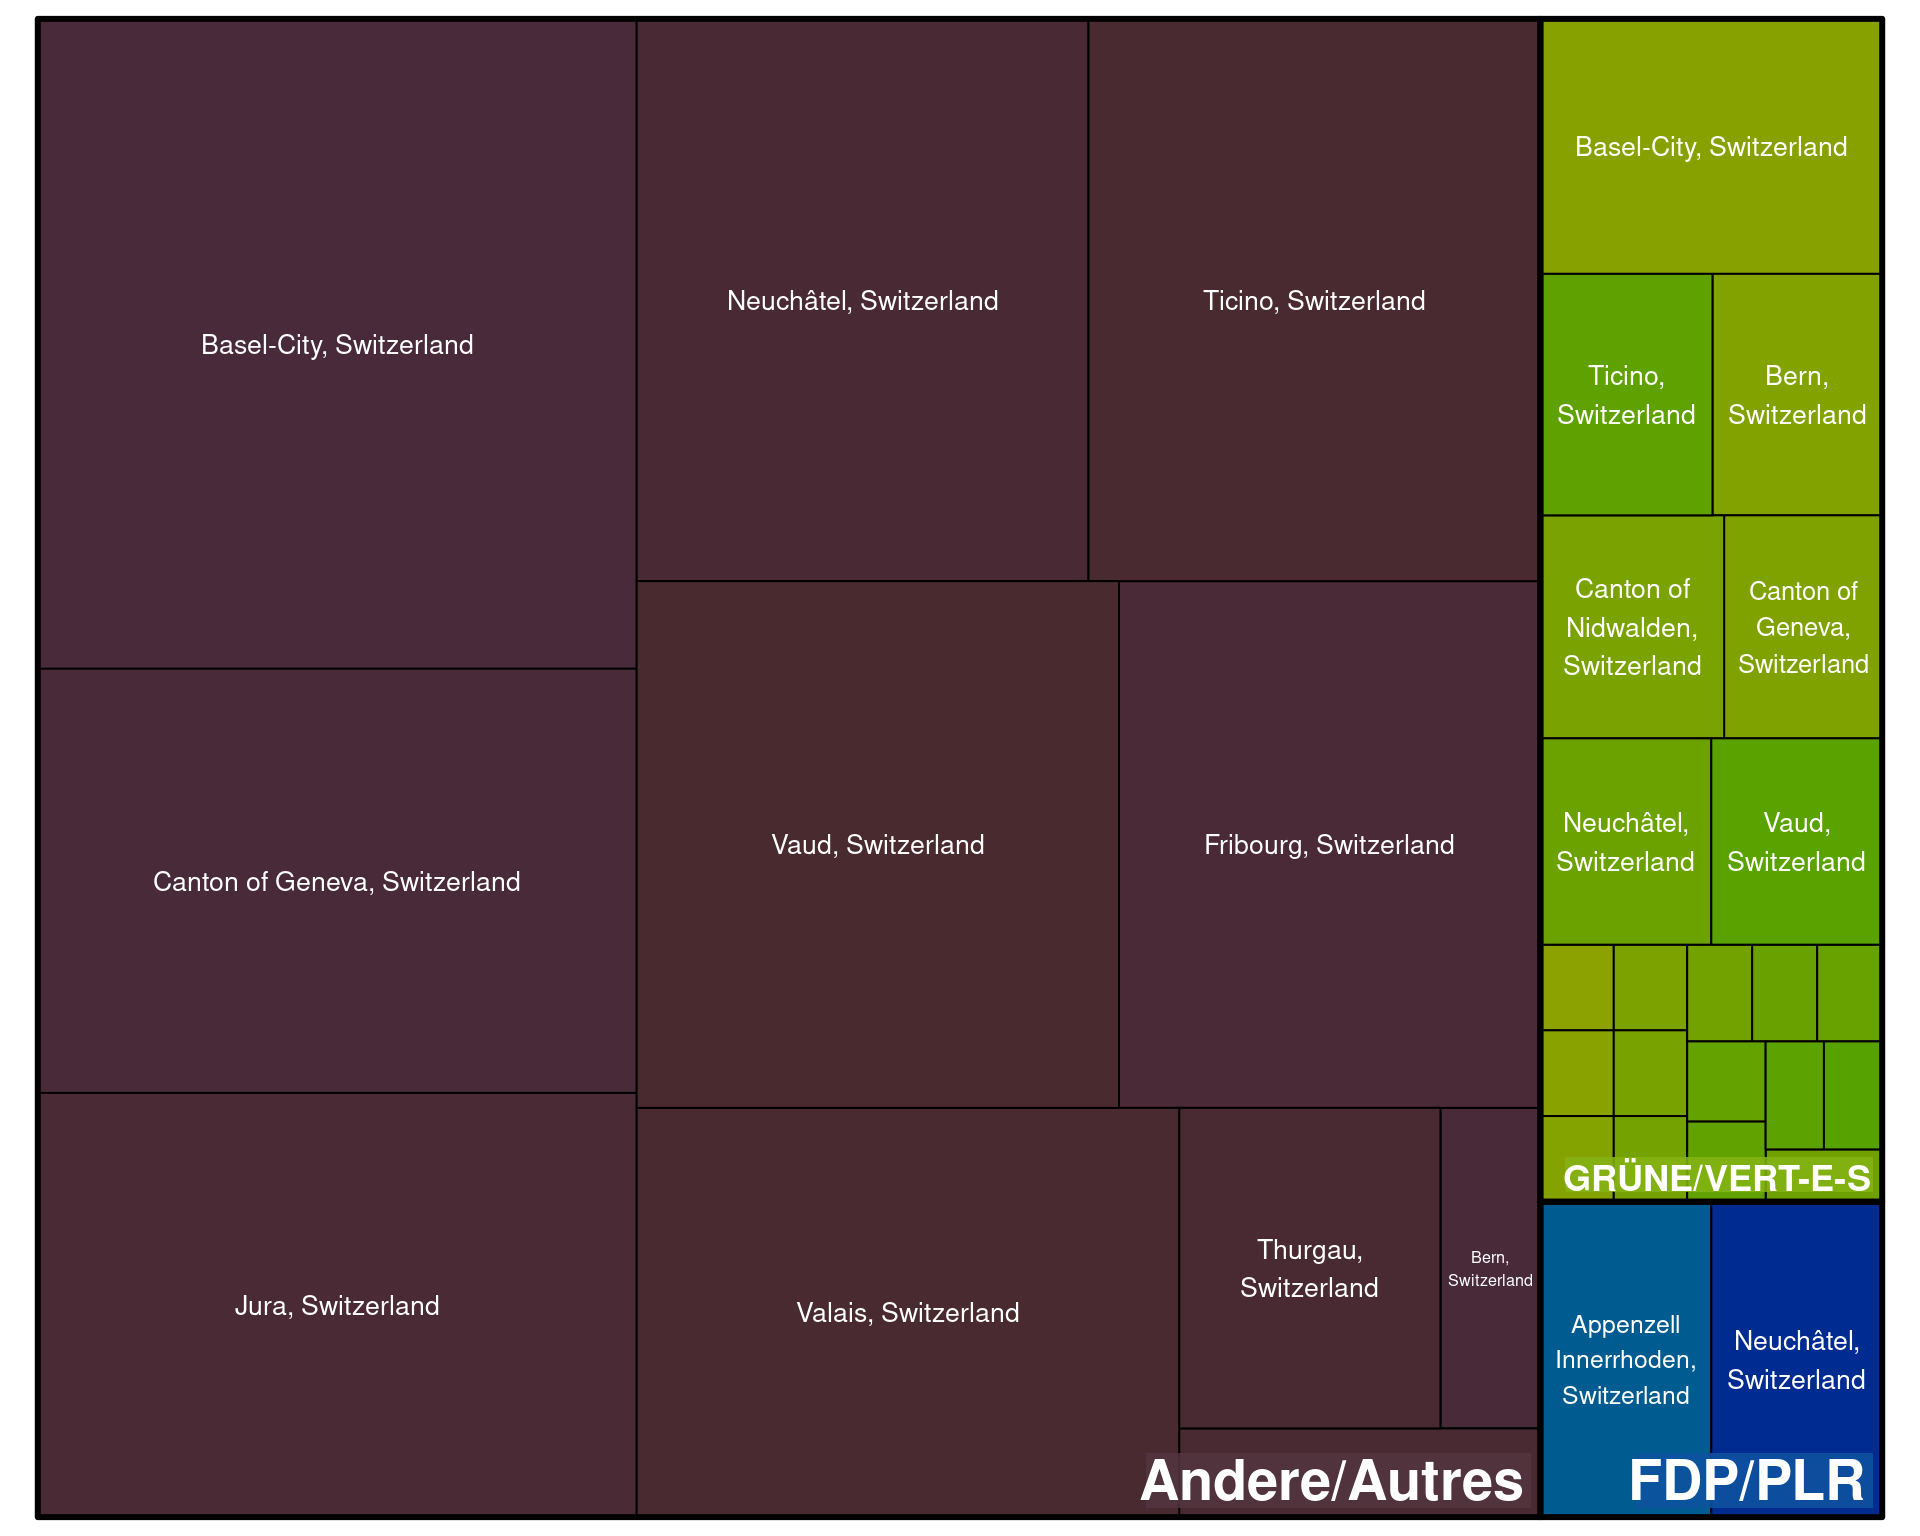 Basel-City, Switzerland
Canton of Geneva, Switzerland
Jura, Switzerland
Neuchâtel, Switzerland
Ticino, Switzerland
Vaud, Switzerland
Fribourg, Switzerland
Valais, Switzerland
Thurgau,
Switzerland
Bern,
Switzerland
Andere/Autres
Basel-City, Switzerland
Ticino,
Switzerland
Bern,
Switzerland
Canton of
Nidwalden,
Switzerland
Canton of
Geneva,
Switzerland
Neuchâtel,
Switzerland
Vaud,
Switzerland
GRÜNE/VERT-E-S
Appenzell
Innerrhoden,
Switzerland
Neuchâtel,
Switzerland
FDP/PLR